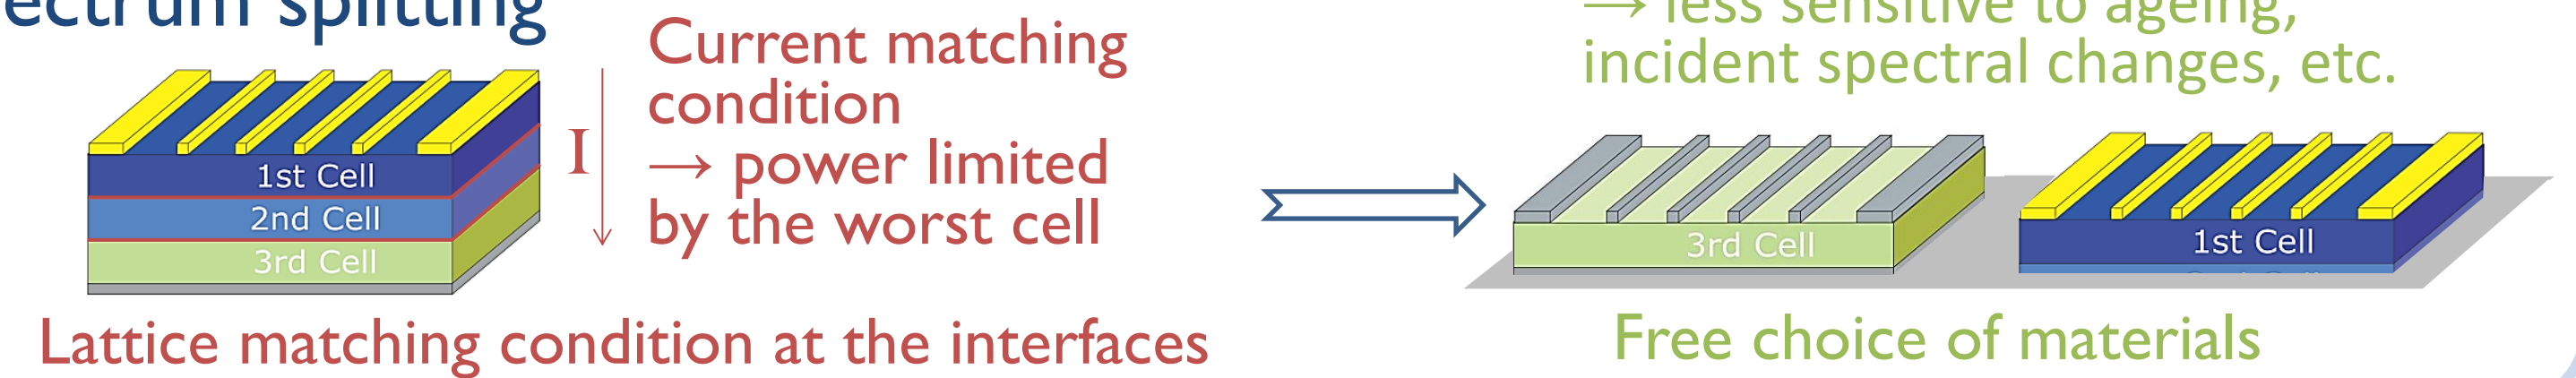 ectrum splitting
Current matching
condition
→ power limited
by the worst cell
I
1st Cell
2nd Cell
3rd Cell
Lattice matching condition at the interfaces
→ less sensitive to ageing,
incident spectral changes, etc.
3rd Cell
1st Cell
Free choice of materials